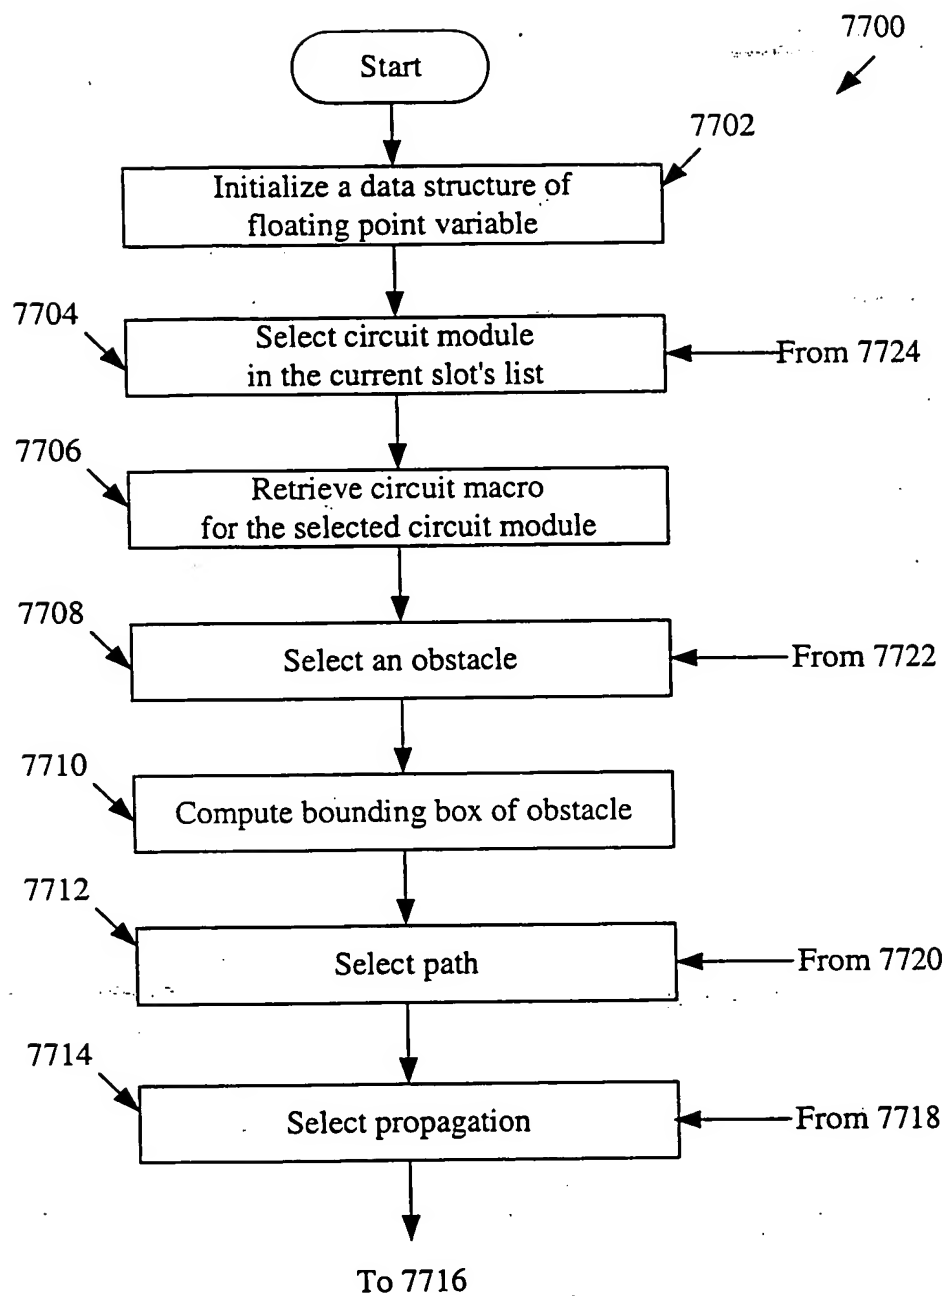 7700
Start
7702
Initialize a data structure of
floating point variable
7704
Select circuit module
in the current slot's list
From 7724
7706
Retrieve circuit macro
for the selected circuit module
7708
Select an obstacle
From 7722
7710
Compute bounding box of obstacle
7712
Select path
From 7720
7714
Select propagation
From 7718
To 7716